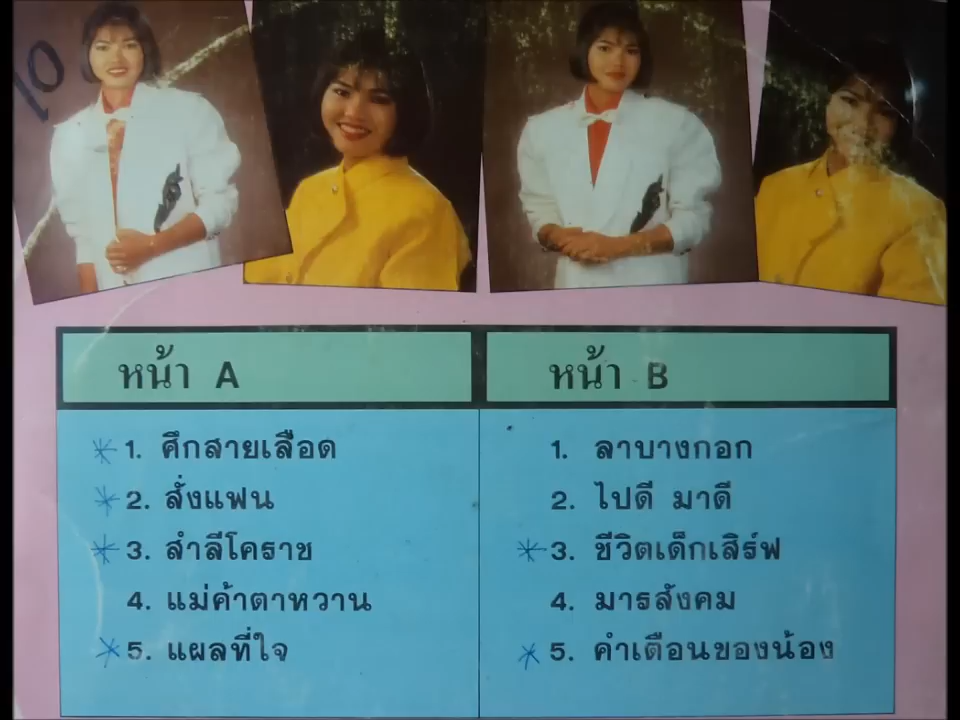 10
หน้า A
* 1. ศึกสายเลือด
* 2. สั่งแฟน
* 3. สำลีโคราช
4. แม่ค้าตาหวาน
* 5. แผลที่ใจ
หน้า B
1. ลาบางกอก
2. ไปดี มาดี
* 3. ชีวิตเด็กเสิร์ฟ
4. มารสังคม
* 5. คำเตือนของน้อง